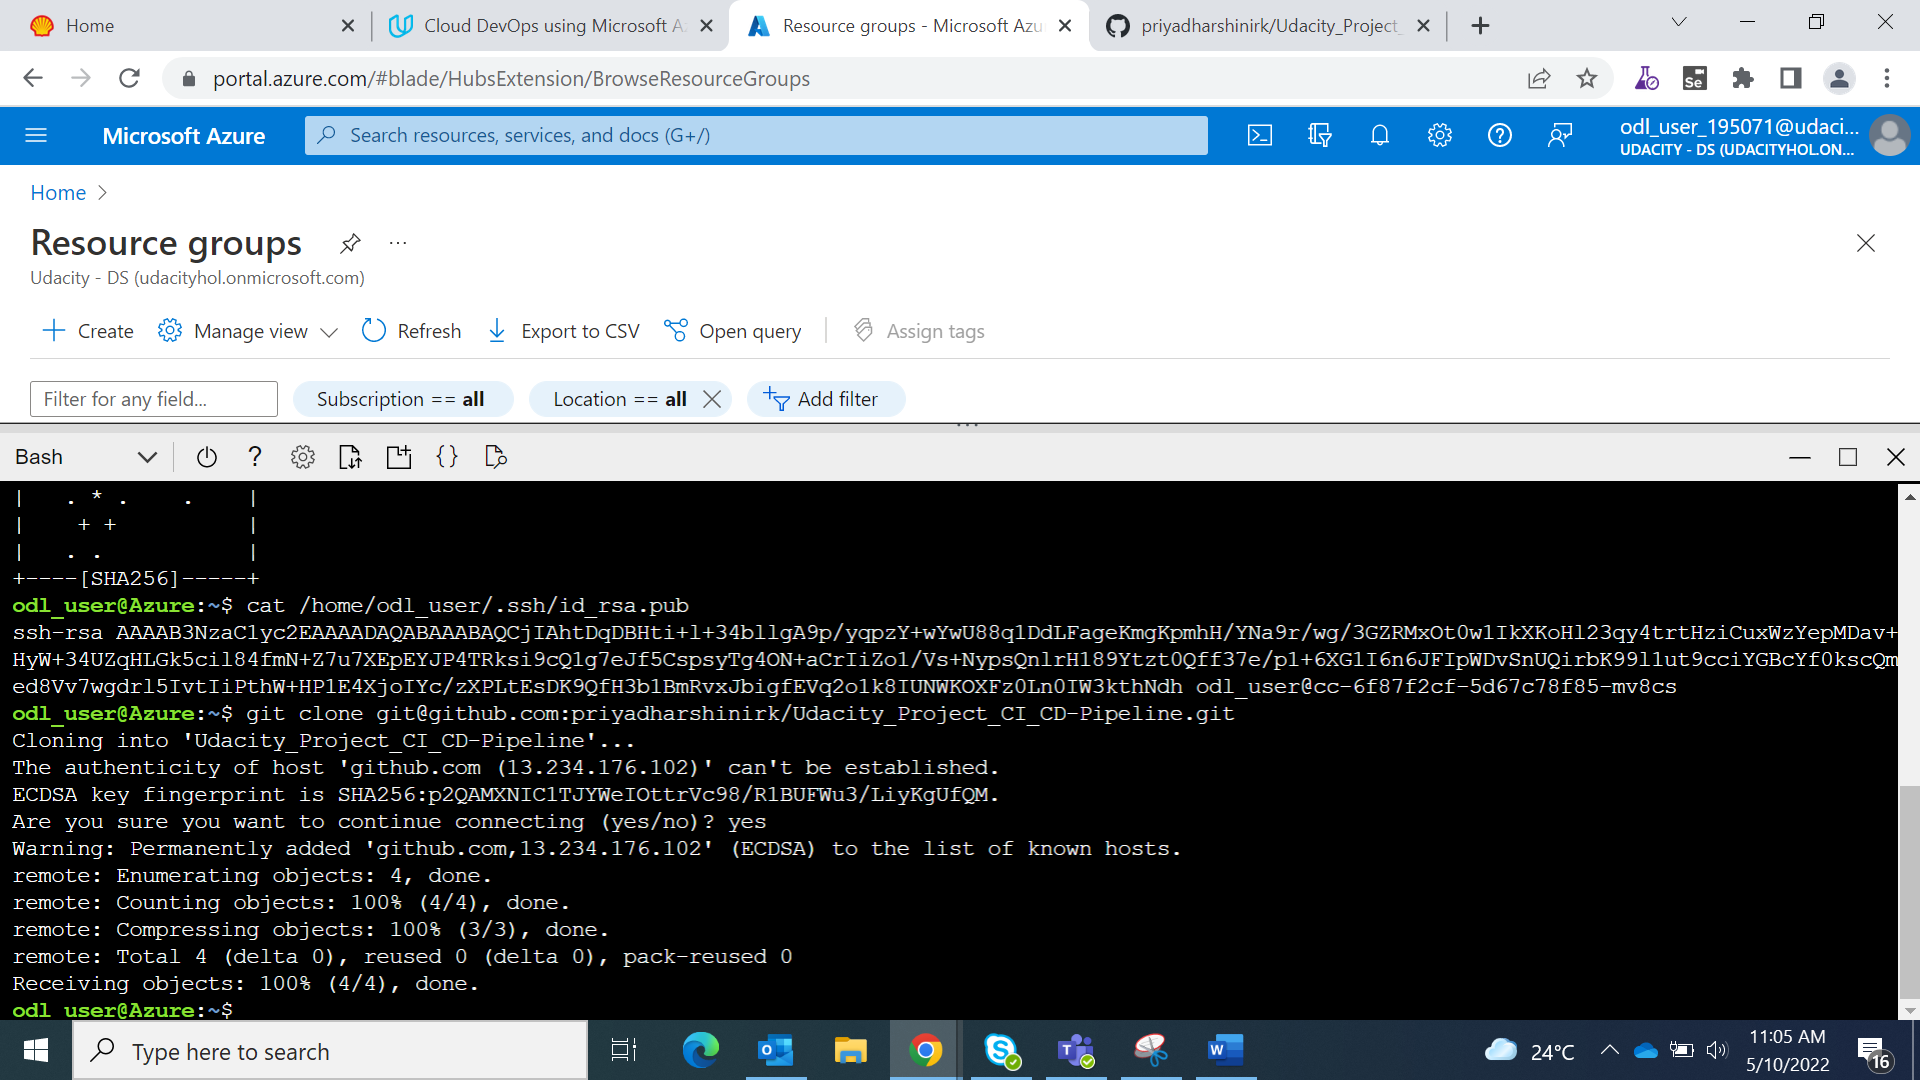 Home
Cloud DevOps using Microsoft A
Resource groups - Microsoft Azu
priyadharshinirk/Udacity_Project_
portal.azure.com/#blade/HubsExtension/BrowseResourceGroups
Se
Microsoft Azure
Search resources, services, and docs (G+/)
odl_user_195071@udaci...
UDACITY - DS (UDACITYHOL.ON...
Home
Resource groups
Udacity - DS (udacityhol.onmicrosoft.com)
Create
Manage view
Refresh
Export to CSV
Open query
Assign tags
Filter for any field...
Subscription == all
Location == all
Add filter
Bash
| . * . . |
| + + |
| . . |
+----[SHA256]-----+
odl_user@Azure:~$ cat /home/odl_user/.ssh/id_rsa.pub
ssh-rsa AAAAB3NzaC1yc2EAAAADAQABAAABAQCjIAhtDqDBHti+l+34bllgA9p/yqpzY+wYwU88q1DdLFageKmgKpmhH/YNa9r/wg/3GZRMxOt0w1IkXKoHl23qy4trtHziCuxWzYepMDav+
HyW+34UZqHLGk5cil84fmN+Z7u7XEpEYJP4TRksi9cQ1g7eJf5CspsyTg4ON+aCrIiZo1/Vs+NypsQnlrH189Ytzt0Qff37e/p1+6XG1I6n6JFIpWDvSnUQirbK99l1ut9cciYGBcYf0kscQm
ed8Vv7wgdrl5IvtIiPthW+HP1E4XjoIYc/zXPLtEsDK9QfH3b1BmRvxJbigfEVq2o1k8IUNWKOXFz0Ln0IW3kthNdh odl_user@cc-6f87f2cf-5d67c78f85-mv8cs
odl_user@Azure:~$ git clone git@github.com:priyadharshinirk/Udacity_Project_CI_CD-Pipeline.git
Cloning into 'Udacity_Project_CI_CD-Pipeline'...
The authenticity of host 'github.com (13.234.176.102)' can't be established.
ECDSA key fingerprint is SHA256:p2QAMXNIC1TJYWeIOttrVc98/R1BUFWu3/LiyKgUfQM.
Are you sure you want to continue connecting (yes/no)? yes
Warning: Permanently added 'github.com,13.234.176.102' (ECDSA) to the list of known hosts.
remote: Enumerating objects: 4, done.
remote: Counting objects: 100% (4/4), done.
remote: Compressing objects: 100% (3/3), done.
remote: Total 4 (delta 0), reused 0 (delta 0), pack-reused 0
Receiving objects: 100% (4/4), done.
odl_user@Azure:~$
Type here to search
24°C
11:05 AM
5/10/2022
16